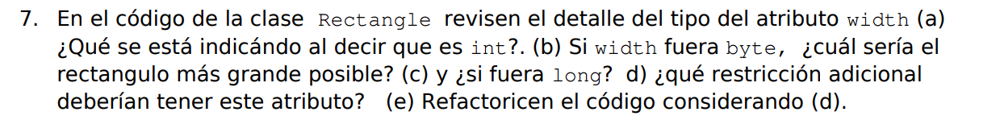 7. En el código de la clase Rectangle revisen el detalle del tipo del atributo width (a)
¿Qué se está indicándo al decir que es int?. (b) Si width fuera byte, ¿cuál sería el
rectangulo más grande posible? (c) y ¿si fuera long? d) ¿qué restricción adicional
deberían tener este atributo? (e) Refactoricen el código considerando (d).